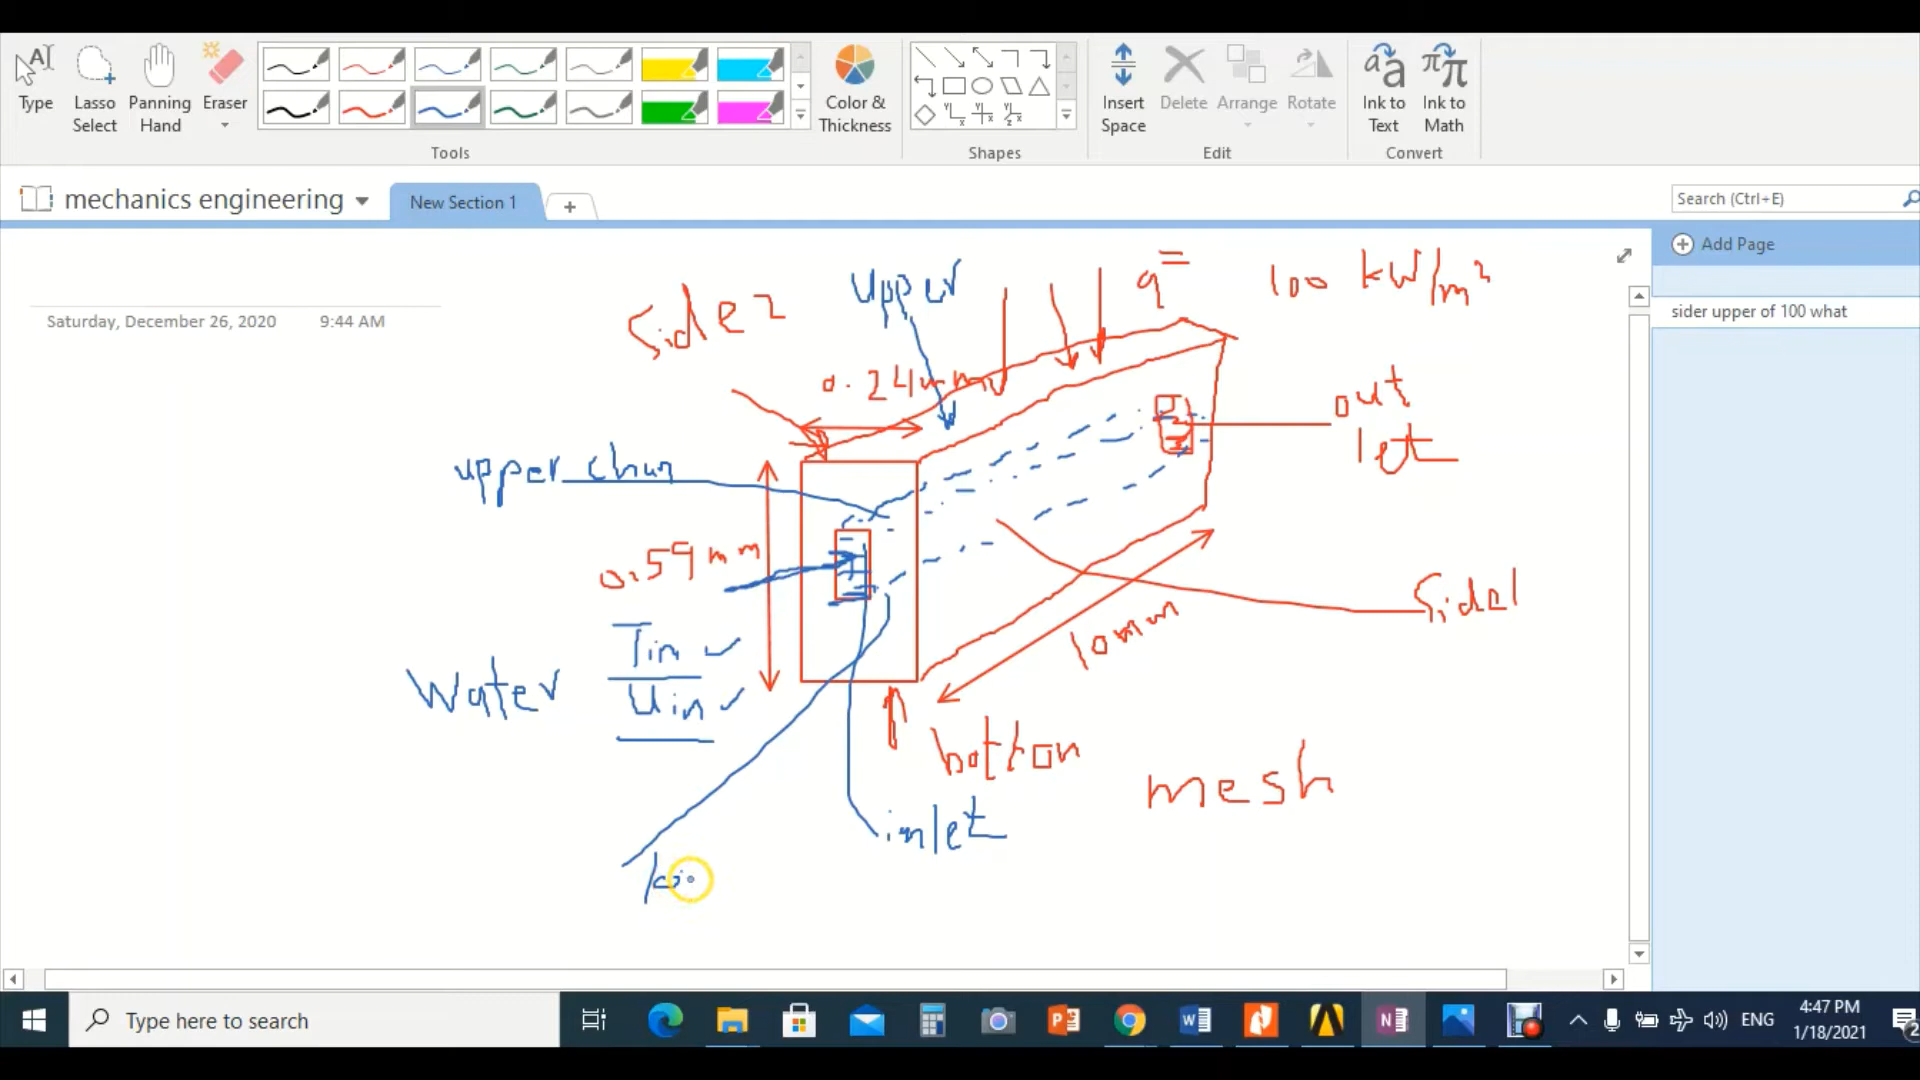 Type
Lasso Select
Panning Hand
Eraser
Color & Thickness
Insert Space
Delete
Arrange
Rotate
Ink to Text
Ink to Math
Tools
Shapes
Edit
Convert
mechanics engineering
New Section 1
Search (Ctrl+E)
Add Page
sider upper of 100 what
Saturday, December 26, 2020
9:44 AM
Side2
upper
q = 100 kW/m²
0.24mm
out
let
upper chan
0.59mm
Side1
10mm
Tin
Uin
Water
botton
mesh
inlet
Type here to search
ENG
4:47 PM
1/18/2021
2